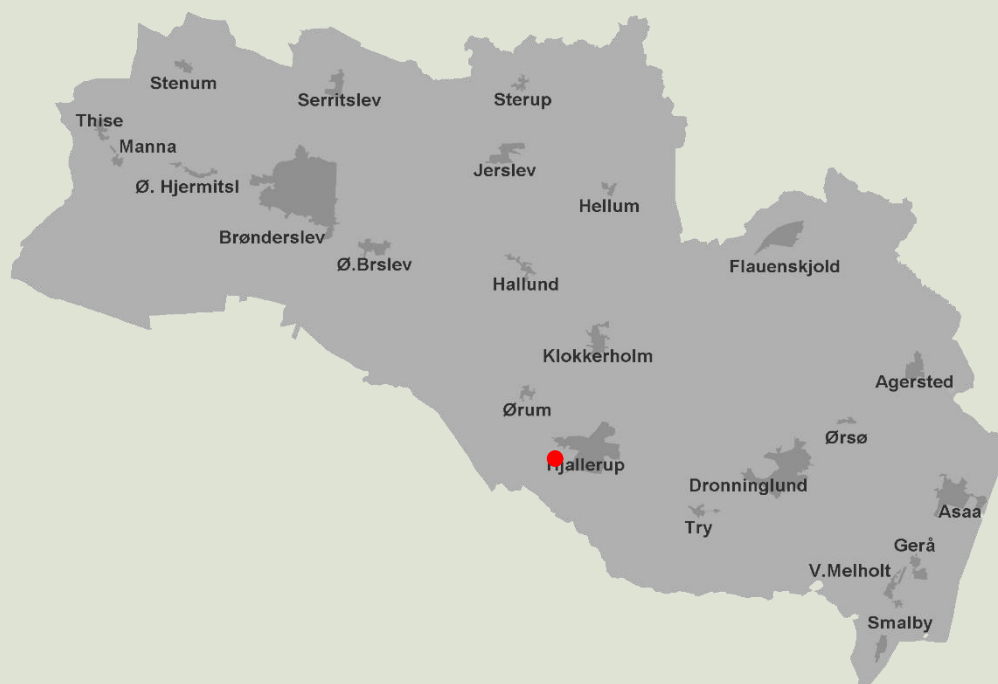 Stenum
Serritslev
Sterup
Thise
Manna
Ø. Hjermitsl
Jerslev
Hellum
Brønderslev
Ø.Brslev
Hallund
Flauenskjold
Klokkerholm
Agersted
Ørum
Ørsø
Hjallerup
Dronninglund
Asaa
Try
Gerå
V.Melholt
Smalby